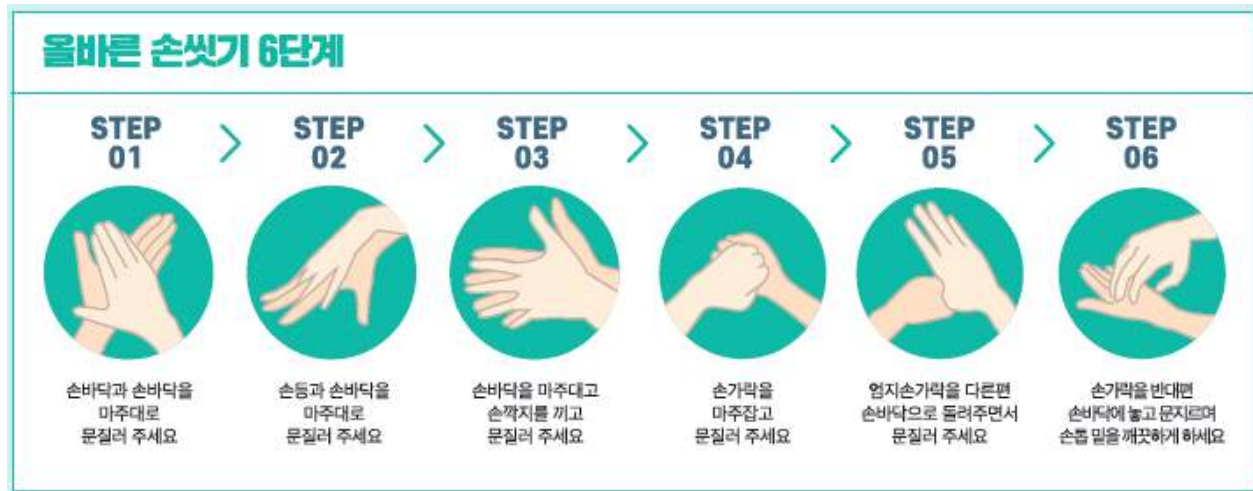 올바른 손씻기 6단계
STEP
01
STEP
02
STEP
03
STEP
04
STEP
05
STEP
06
손바닥과 손바닥을
마주대로
문질러 주세요
손등과 손바닥을
마주대로
문질러 주세요
손바닥을 마주대고
손깍지를 끼고
문질러 주세요
손가락을
마주잡고
문질러 주세요
엄지손가락을 다른편
손바닥으로 돌려주면서
문질러 주세요
손가락을 반대편
손바닥에 놓고 문지르며
손톱 밑을 깨끗하게 하세요